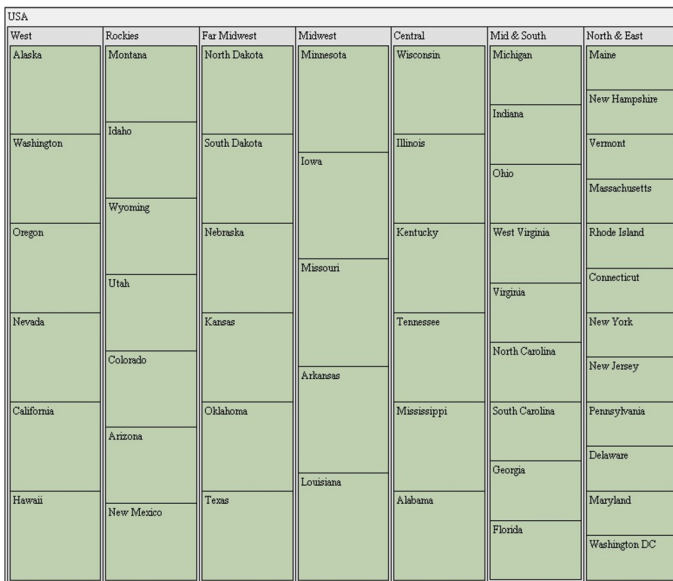 USA
West
Alaska
Washington
Oregon
Nevada
California
Hawaii
Rockies
Montana
Idaho
Wyoming
Utah
Colorado
Arizona
New Mexico
Far Midwest
North Dakota
South Dakota
Nebraska
Kansas
Oklahoma
Texas
Midwest
Minnesota
Iowa
Missouri
Arkansas
Louisiana
Central
Wisconsin
Illinois
Kentucky
Tennessee
Mississippi
Alabama
Mid & South
Michigan
Indiana
Ohio
West Virginia
Virginia
North Carolina
South Carolina
Georgia
Florida
North & East
Maine
New Hampshire
Vermont
Massachusetts
Rhode Island
Connecticut
New York
New Jersey
Pennsylvania
Delaware
Maryland
Washington DC